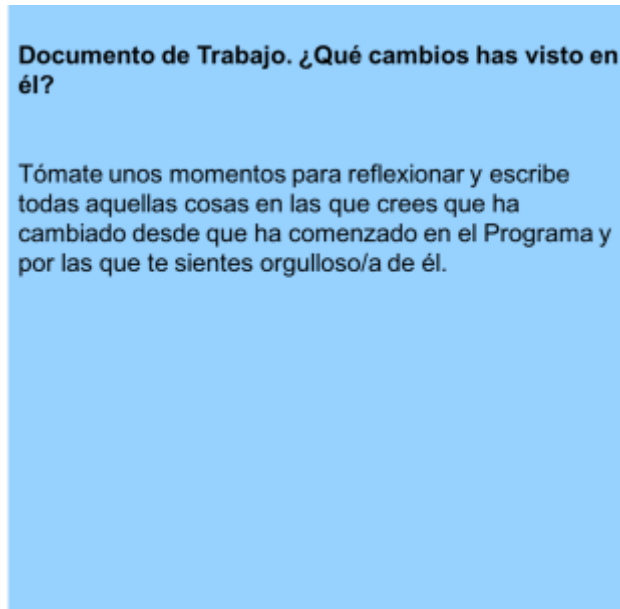 Documento de Trabajo. ¿Qué cambios has visto en
él?
Tómate unos momentos para reflexionar y escribe
todas aquellas cosas en las que crees que ha
cambiado desde que ha comenzado en el Programa y
por las que te sientes orgulloso/a de él.